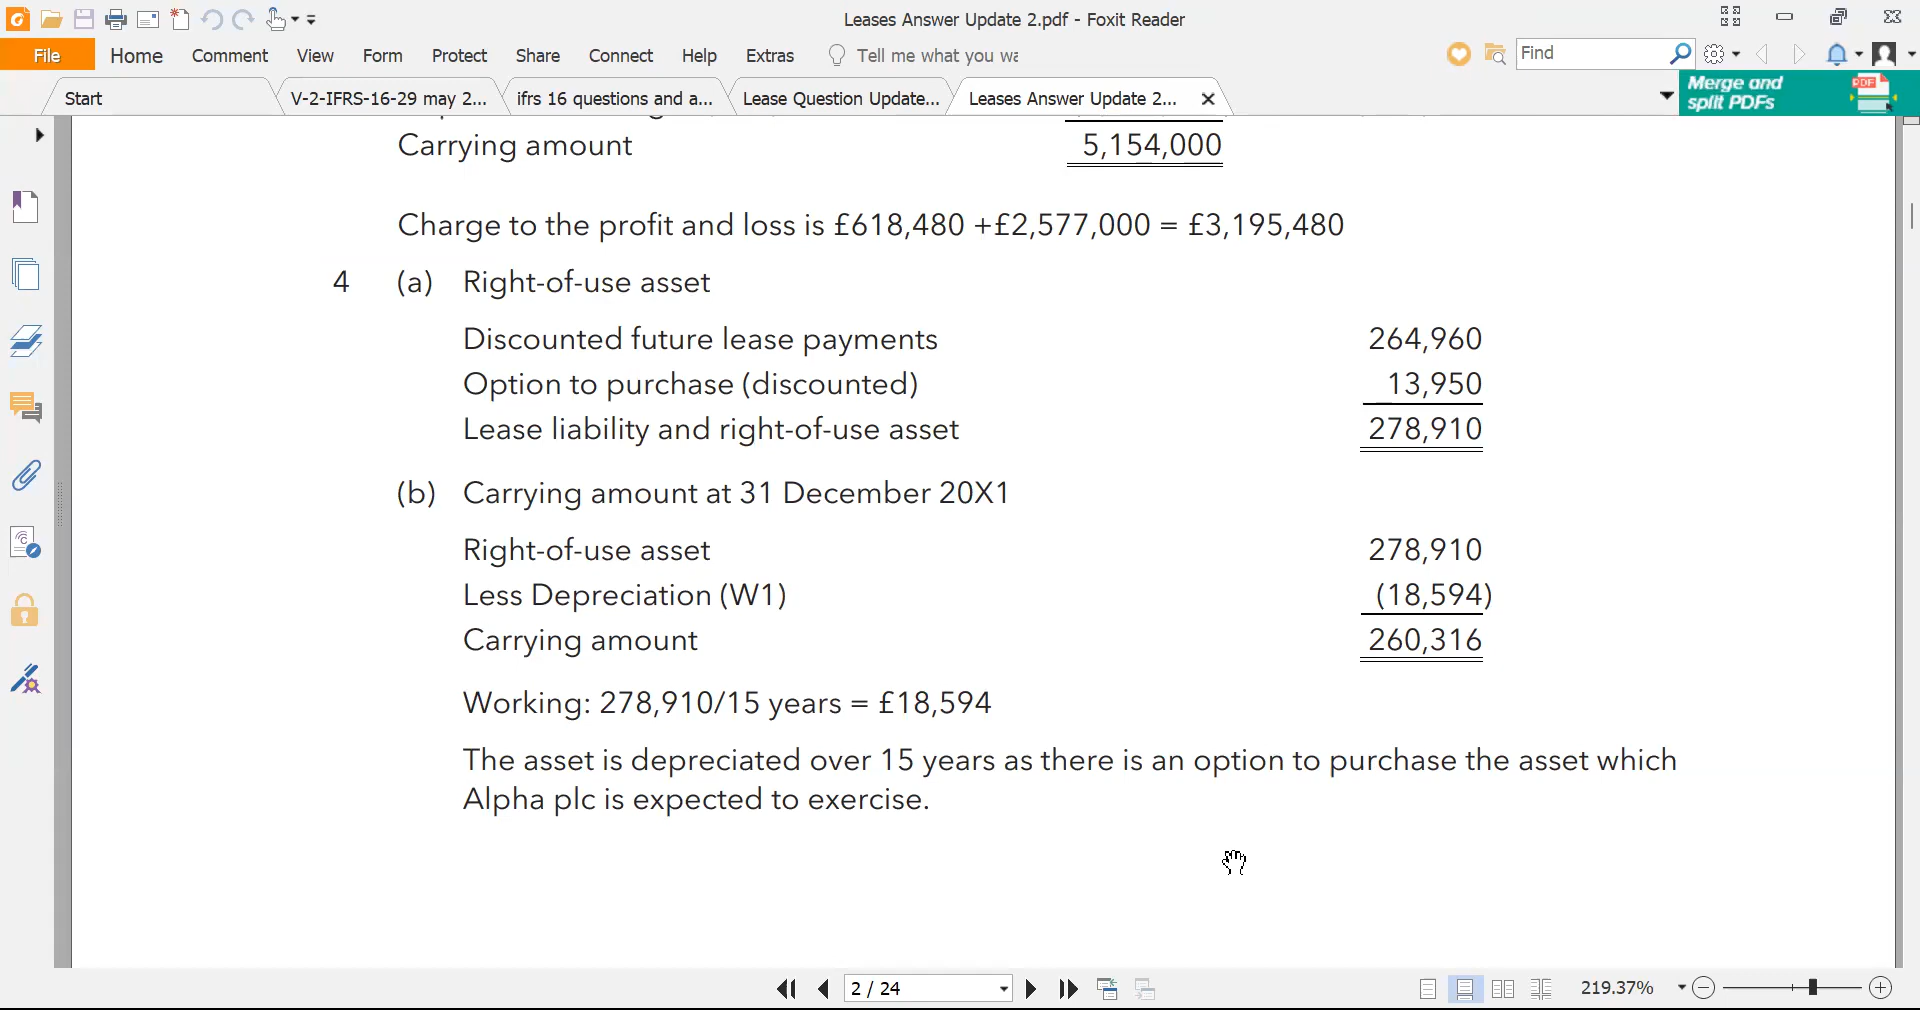 Leases Answer Update 2.pdf - Foxit Reader
File Home Comment View Form Protect Share Connect Help Extras Tell me what you wa Find
Start V-2-IFRS-16-29 may 2... ifrs 16 questions and a... Lease Question Update... Leases Answer Update 2...
Merge and
split PDFs
PDF
Carrying amount 5,154,000
Charge to the profit and loss is £618,480 +£2,577,000 = £3,195,480
4 (a) Right-of-use asset
Discounted future lease payments 264,960
Option to purchase (discounted) 13,950
Lease liability and right-of-use asset 278,910
(b) Carrying amount at 31 December 20X1
Right-of-use asset 278,910
Less Depreciation (W1) (18,594)
Carrying amount 260,316
Working: 278,910/15 years = £18,594
The asset is depreciated over 15 years as there is an option to purchase the asset which
Alpha plc is expected to exercise.
2 / 24 219.37%